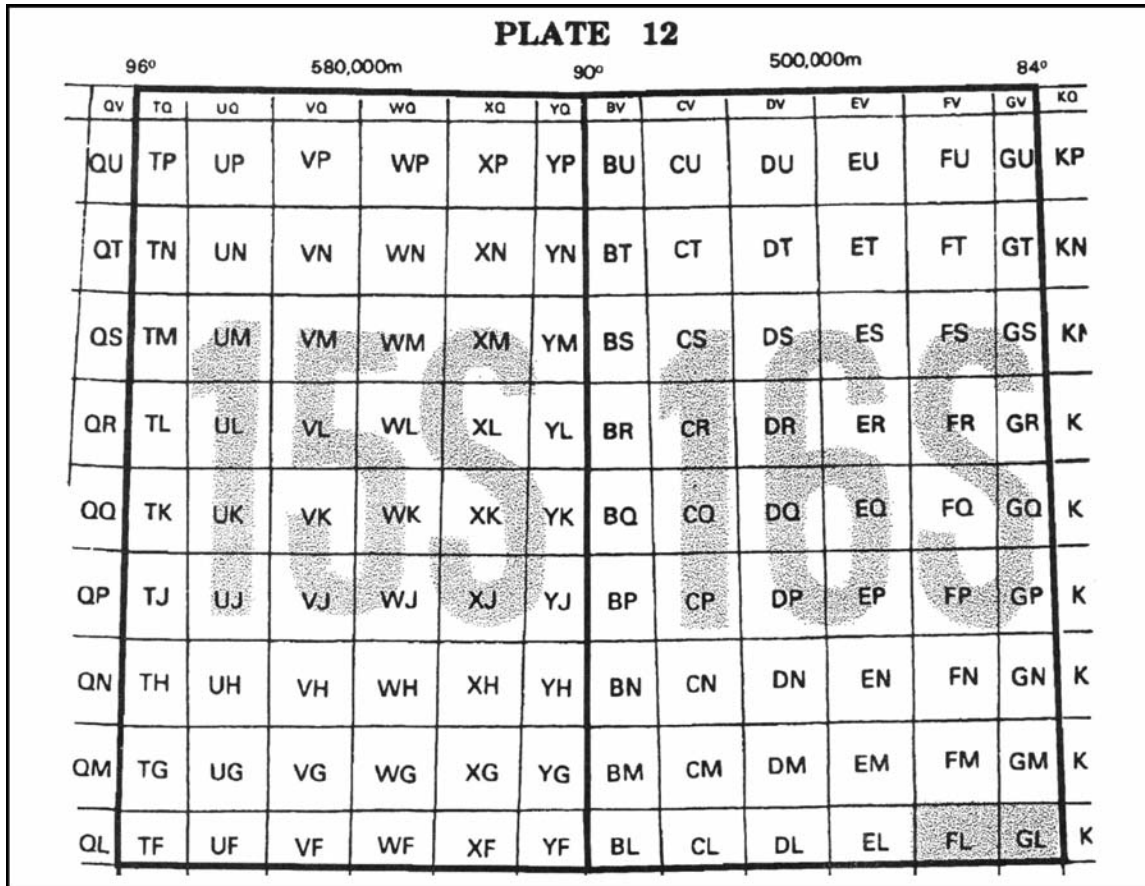 PLATE 12
96° 580,000m 90° 500,000m 84°
QV TQ UQ VQ WQ XQ YQ BV CV DV EV FV GV KQ
QU TP UP VP WP XP YP BU CU DU EU FU GU KP
QT TN UN VN WN XN YN BT CT DT ET FT GT KN
QS TM UM VM WM XM YM BS CS DS ES FS GS
QR TL UL VL WL XL YL BR CR DR ER FR GR K
15S 16S
QQ TK UK VK WK XK YK BQ CQ DQ EQ FQ GQ K
QP TJ UJ VJ WJ XJ YJ BP CP DP EP FP GP K
QN TH UH VH WH XH YH BN CN DN EN FN GN K
QM TG UG VG WG XG YG BM CM DM EM FM GM K
QL TF UF VF WF XF YF BL CL DL EL FL GL K